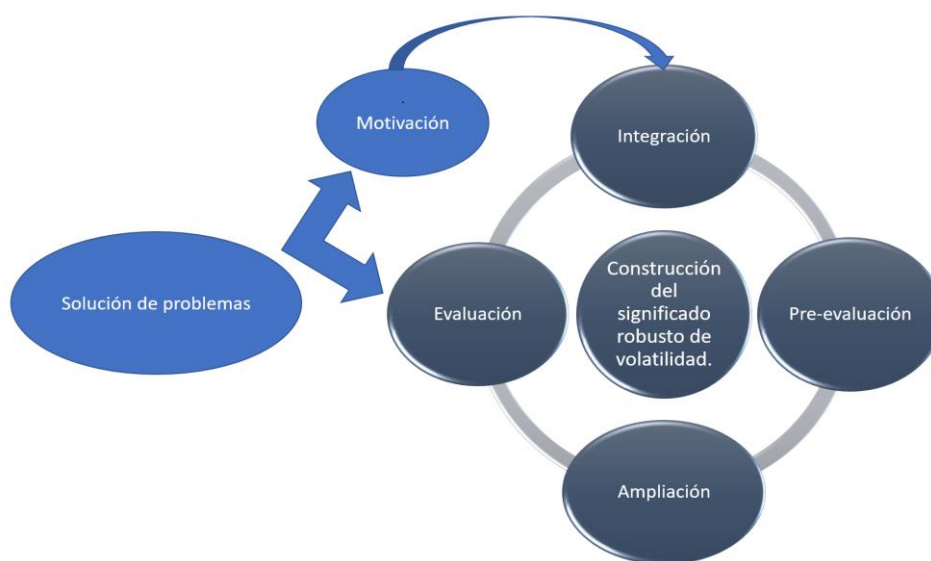 Motivación
Integración
Solución de problemas
Evaluación
Construcción
del
significado
robusto de
volatilidad.
Pre-evaluación
Ampliación